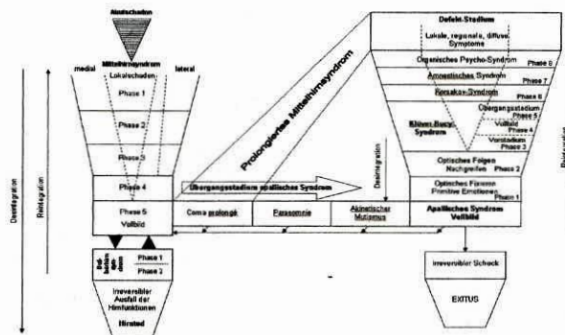 Akutschaden
Mittelhirnsyndrom
medial
Lokalschaden
lateral
Phase 1
Phase 2
Phase 3
Phase 4
Phase 5
Vollbild
Phase 1
Phase 2
Irreversibler
Ausfall der
Hirnfunktionen
Hirntod
Desintegration
Reintegration
Prolongiertes Mittelhirnsyndrom
Übergangsstadium apallisches Syndrom
Coma prolongé
Parasomnie
Akinetischer
Mutismus
Apallisches Syndrom
Vollbild
Desintegration
Defekt-Stadium
Lokale, regionale, diffuse
Symptome
Organisches Psycho-Syndrom
Phase 8
Amnestisches Syndrom
Phase 7
Korsakow-Syndrom
Phase 6
Übergangsstadium
Phase 5
Vollbild
Phase 4
Vorstadium
Phase 3
Klüver-Bucy-
Syndrom
Optisches Folgen
Nachgreifen
Phase 2
Optisches Fixieren
Primitive Emotionen
Phase 1
Irreversibler Schock
EXITUS